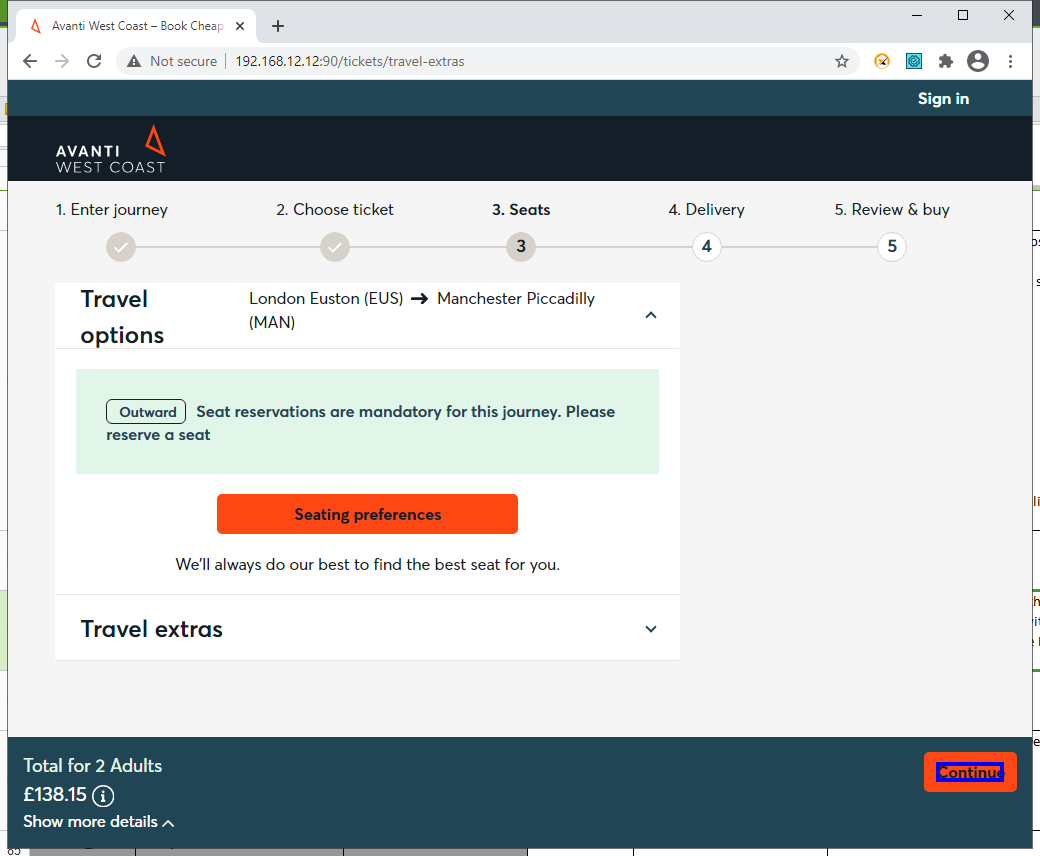 Avanti West Coast – Book Cheap
Not secure 192.168.12.12:90/tickets/travel-extras
Sign in
AVANTI
WEST COAST
1. Enter journey 2. Choose ticket 3. Seats 4. Delivery 5. Review & buy
3 4 5
Travel options
London Euston (EUS) → Manchester Piccadilly
(MAN)
Outward Seat reservations are mandatory for this journey. Please
reserve a seat
Seating preferences
We'll always do our best to find the best seat for you.
Travel extras
Total for 2 Adults
£138.15
Show more details
Continue